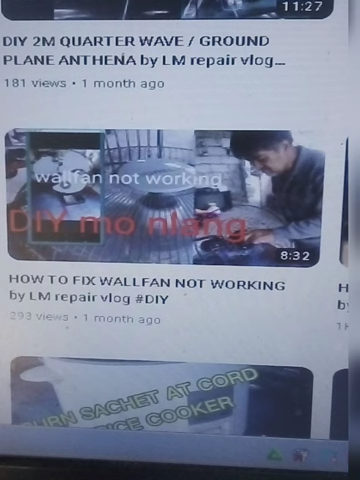 11:27
DIY 2M QUARTER WAVE / GROUND
PLANE ANTHENA by LM repair vlog...
181 views • 1 month ago
wallfan not working
DIY mo nlang
8:32
HOW TO FIX WALLFAN NOT WORKING
by LM repair vlog #DIY
293 views • 1 month ago
H
by
SACHET AT CORD
COOKER